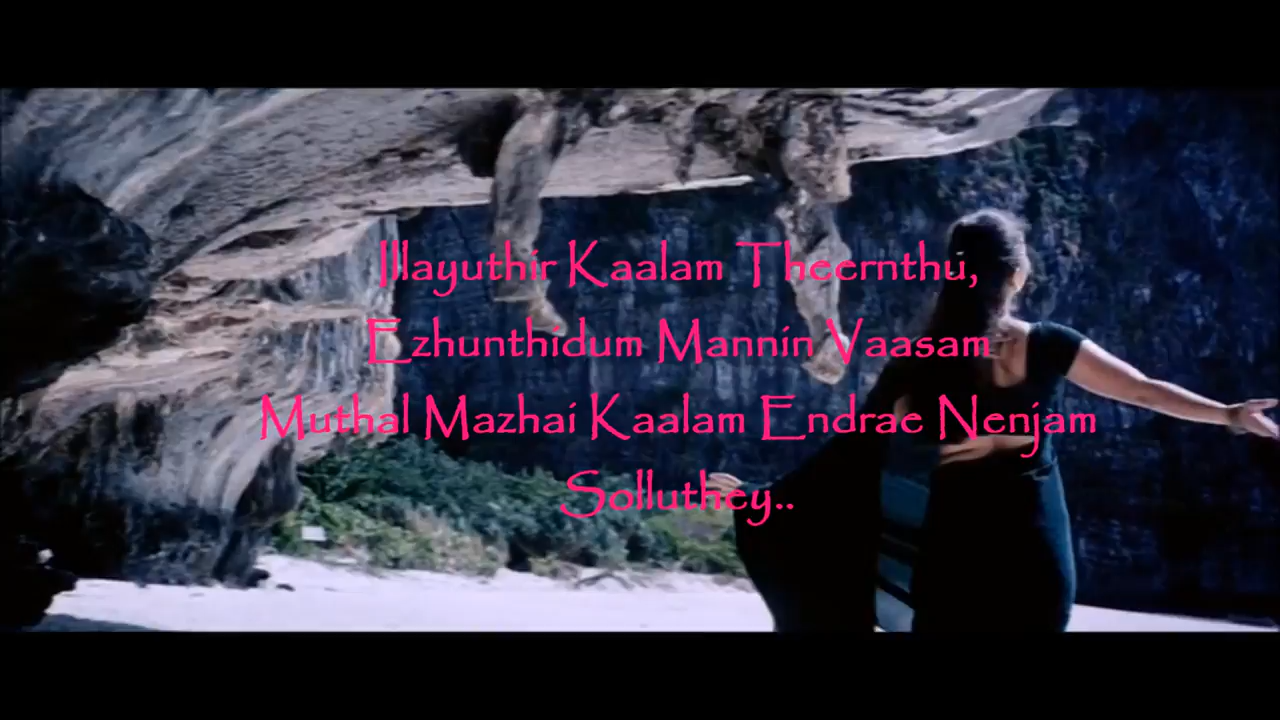 Illayuthir Kaalam Theernthu,
Ezhunthidum Mannin Vaasam
Muthal Mazhai Kaalam Endrae Nenjam
Solluthey..